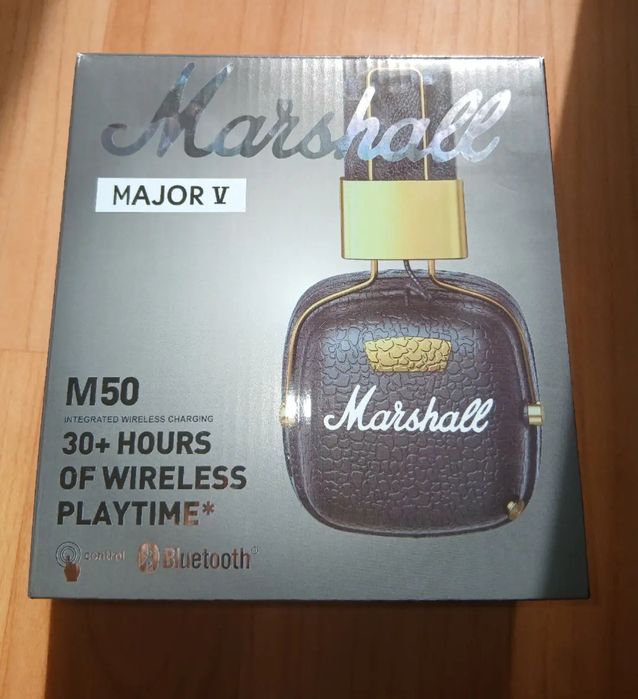 Marshall
MAJOR V
Marshall
M50
INTEGRATED WIRELESS CHARGING
30+ HOURS
OF WIRELESS
PLAYTIME*
control
Bluetooth®